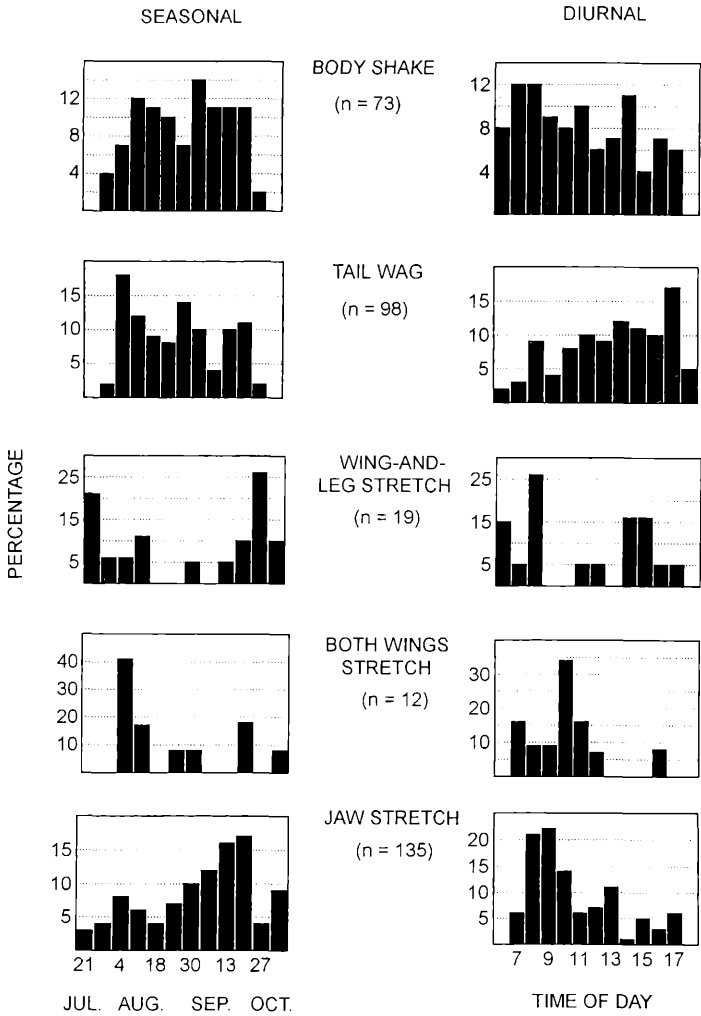 SEASONAL
DIURNAL
BODY SHAKE
(n = 73)
12
8
4
12
8
4
TAIL WAG
(n = 98)
15
10
5
15
10
5
PERCENTAGE
WING-AND-
LEG STRETCH
(n = 19)
25
15
5
25
15
5
BOTH WINGS
STRETCH
(n = 12)
40
30
20
10
30
20
10
JAW STRETCH
(n = 135)
15
10
5
20
15
10
5
21 4 18 30 13 27
JUL. AUG. SEP. OCT.
7 9 11 13 15 17
TIME OF DAY